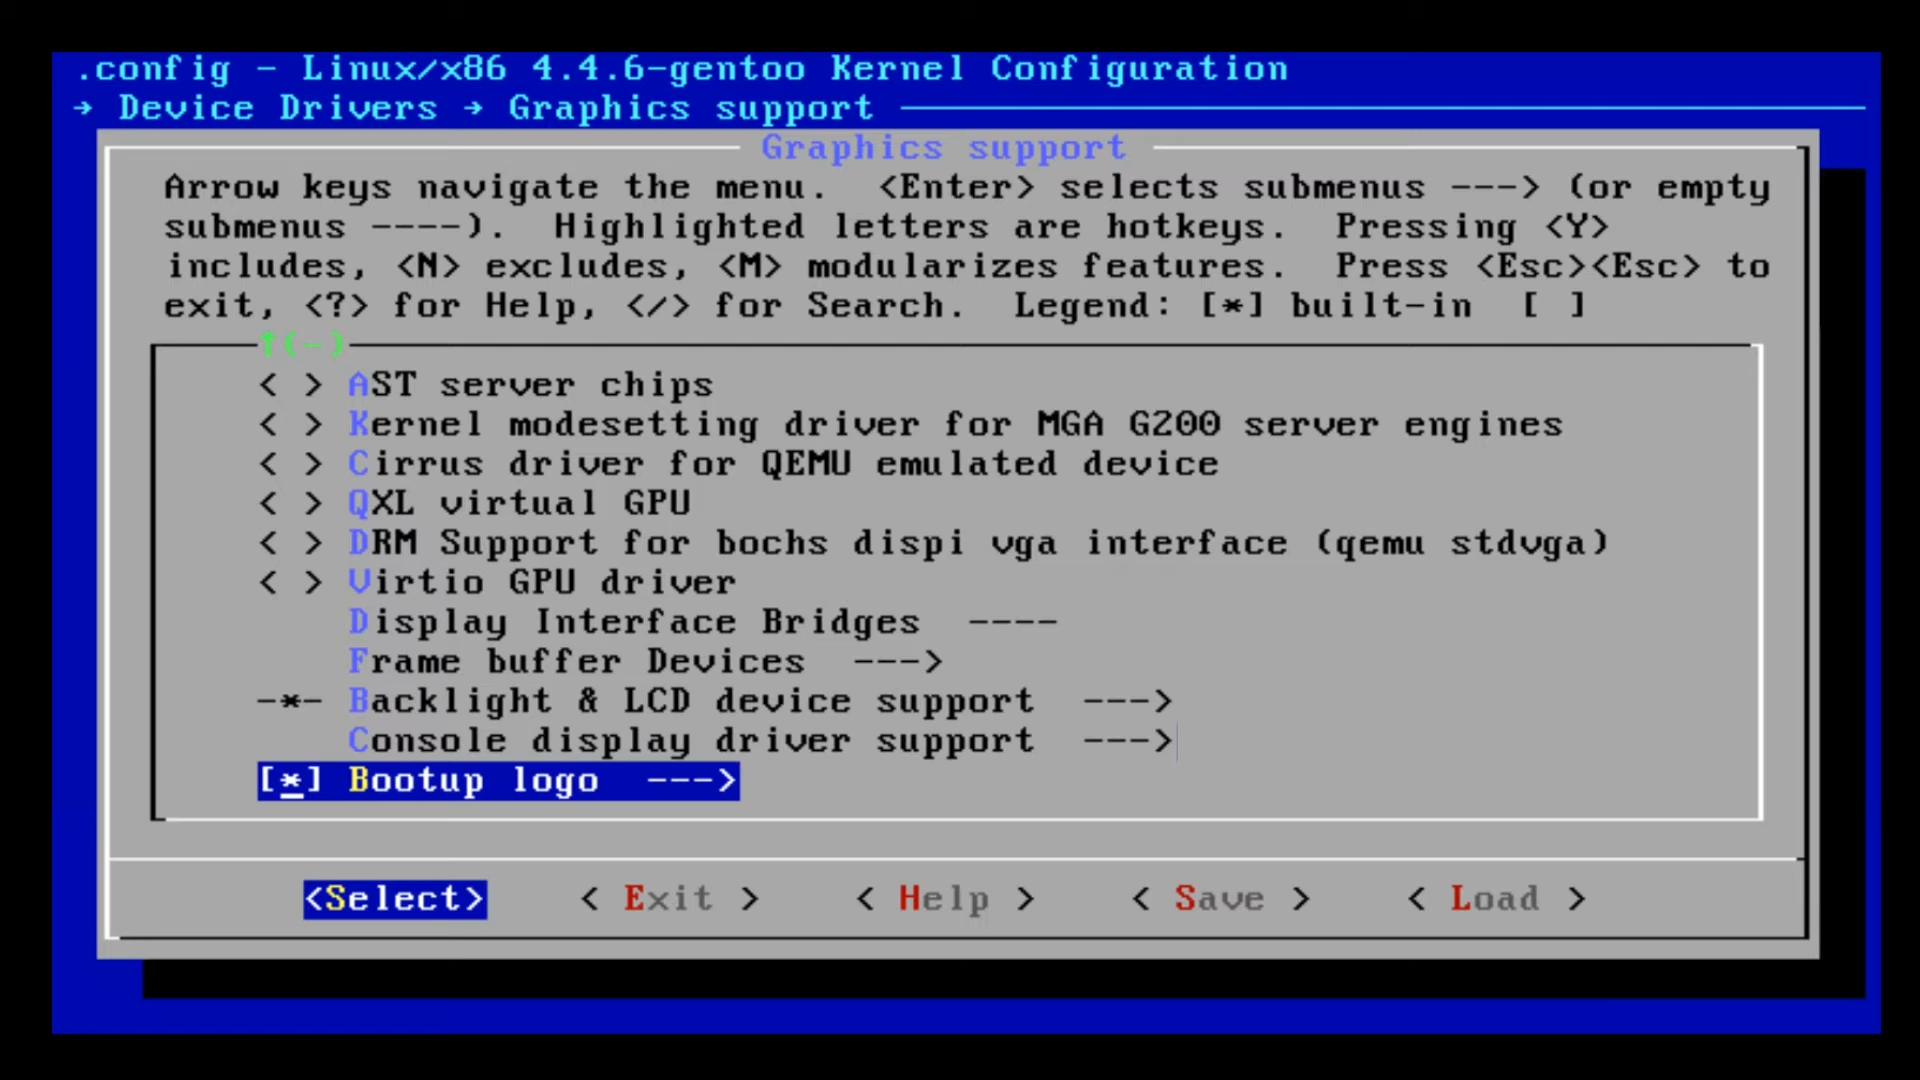 .config - Linux/x86 4.4.6-gentoo Kernel Configuration
→ Device Drivers → Graphics support
Graphics support
Arrow keys navigate the menu.  <Enter> selects submenus ---> (or empty
submenus ----).  Highlighted letters are hotkeys.  Pressing <Y>
includes, <N> excludes, <M> modularizes features.  Press <Esc><Esc> to
exit, <?> for Help, </> for Search.  Legend: [*] built-in  [ ]
↑(-)
< > AST server chips
< > Kernel modesetting driver for MGA G200 server engines
< > Cirrus driver for QEMU emulated device
< > QXL virtual GPU
< > DRM Support for bochs dispi vga interface (qemu stdvga)
< > Virtio GPU driver
Display Interface Bridges  ----
Frame buffer Devices  --->
-*- Backlight & LCD device support  --->
Console display driver support  --->
[*] Bootup logo  --->
<Select>    < Exit >    < Help >    < Save >    < Load >